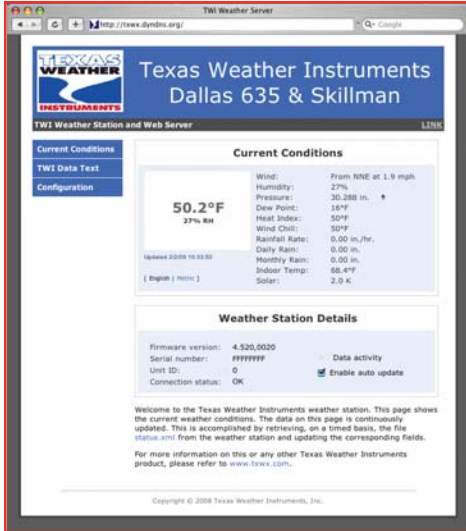 TWI Weather Server
http://txwx.dyndns.org/
Google
TEXAS
WEATHER
INSTRUMENTS
Texas Weather Instruments
Dallas 635 & Skillman
TWI Weather Station and Web Server
LINK
Current Conditions
TWI Data Text
Configuration
Current Conditions
50.2°F
27% RH
Updated 2/2/09 10:33:50
[ English | Metric ]
Wind: From NNE at 1.9 mph
Humidity: 27%
Pressure: 30.288 in.
Dew Point: 16°F
Heat Index: 50°F
Wind Chill: 50°F
Rainfall Rate: 0.00 in./hr.
Daily Rain: 0.00 in.
Monthly Rain: 0.00 in.
Indoor Temp: 68.4°F
Solar: 2.0 K
Weather Station Details
Firmware version: 4.520,0020
Serial number: FFFFFFFF
Unit ID: 0
Connection status: OK
Data activity
Enable auto update
Welcome to the Texas Weather Instruments weather station. This page shows
the current weather conditions. The data on this page is continuously
updated. This is accomplished by retrieving, on a timed basis, the file
status.xml from the weather station and updating the corresponding fields.
For more information on this or any other Texas Weather Instruments
product, please refer to www.txwx.com.
Copyright © 2008 Texas Weather Instruments, Inc.